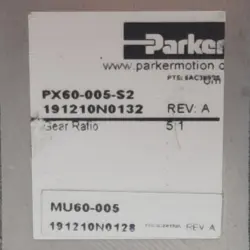 Parker
www.parkermotion.c
PX60-005-S2
191210N0132 REV: A
Gear Ratio 5:1
MU60-005
191210N0128 REV: A